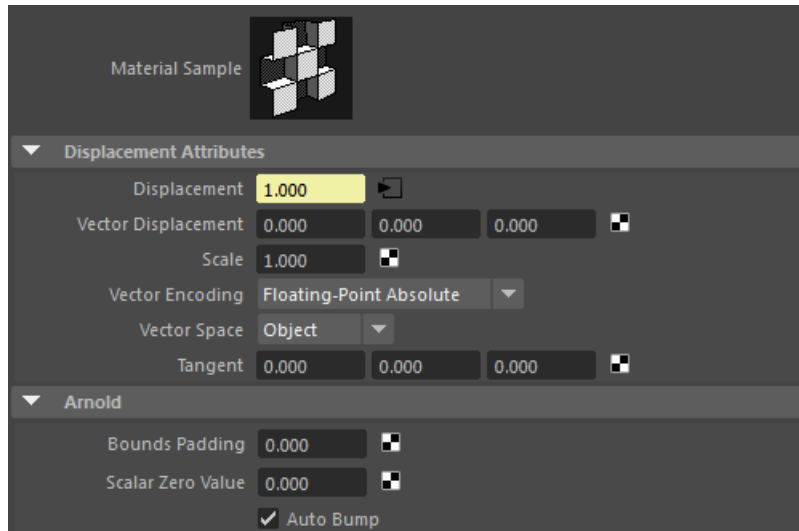 Material Sample
Displacement Attributes
Displacement 1.000
Vector Displacement 0.000 0.000 0.000
Scale 1.000
Vector Encoding Floating-Point Absolute
Vector Space Object
Tangent 0.000 0.000 0.000
Arnold
Bounds Padding 0.000
Scalar Zero Value 0.000
Auto Bump